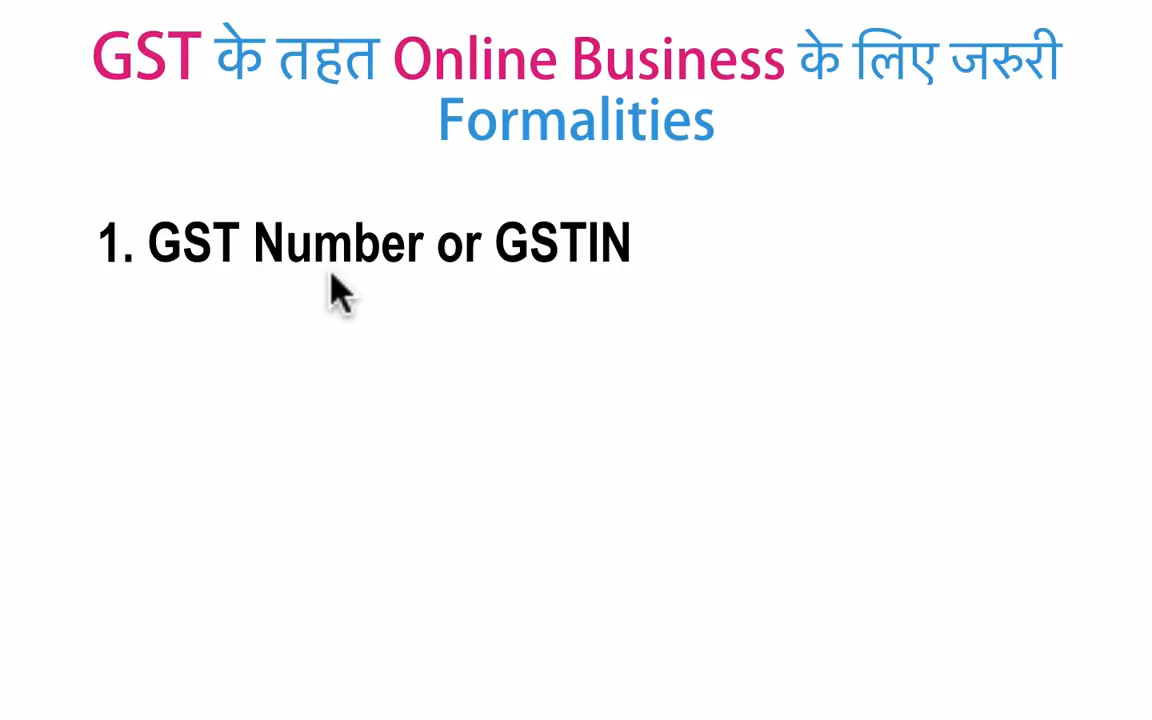 GST के तहत Online Business के लिए जरुरी
Formalities
1. GST Number or GSTIN